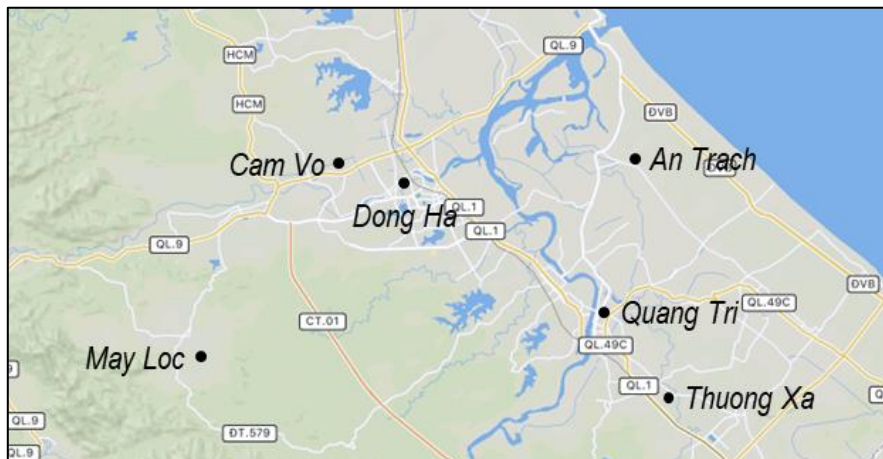 QL.9
HCM
HCM
ĐVB
Cam Vo
An Trach
ĐVB
Dong Ha
QL.1
QL.1
QL.9
ĐVB
QL.49C
CT.01
Quang Tri
QL.49C
May Loc
QL.1
Thuong Xa
QL.9
ĐT.579
QL.9